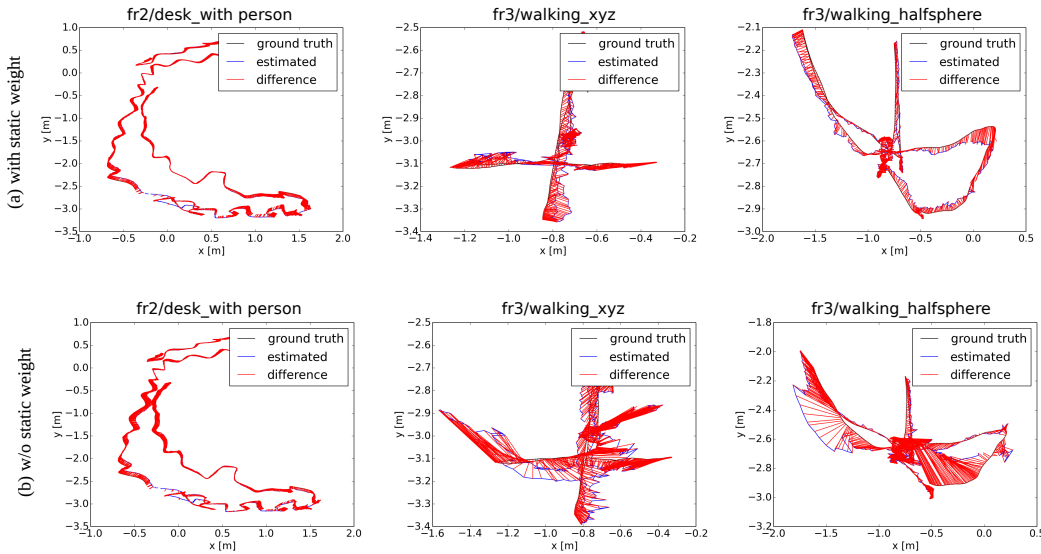 (a) with static weight
fr2/desk_with person
1.0
0.5
0.0
−0.5
−1.0
−1.5
−2.0
−2.5
−3.0
−3.5
y [m]
−1.0 −0.5 0.0 0.5 1.0 1.5 2.0
x [m]
ground truth
estimated
difference
fr3/walking_xyz
−2.5
−2.6
−2.7
−2.8
−2.9
−3.0
−3.1
−3.2
−3.3
−3.4
y [m]
−1.4 −1.2 −1.0 −0.8 −0.6 −0.4 −0.2
x [m]
ground truth
estimated
difference
fr3/walking_halfsphere
−2.1
−2.2
−2.3
−2.4
−2.5
−2.6
−2.7
−2.8
−2.9
−3.0
y [m]
−2.0 −1.5 −1.0 −0.5 0.0 0.5
x [m]
ground truth
estimated
difference
(b) w/o static weight
fr2/desk_with person
1.0
0.5
0.0
−0.5
−1.0
−1.5
−2.0
−2.5
−3.0
−3.5
y [m]
−1.0 −0.5 0.0 0.5 1.0 1.5 2.0
x [m]
ground truth
estimated
difference
fr3/walking_xyz
−2.5
−2.6
−2.7
−2.8
−2.9
−3.0
−3.1
−3.2
−3.3
−3.4
y [m]
−1.6 −1.4 −1.2 −1.0 −0.8 −0.6 −0.4 −0.2
x [m]
ground truth
estimated
difference
fr3/walking_halfsphere
−1.8
−2.0
−2.2
−2.4
−2.6
−2.8
−3.0
−3.2
y [m]
−2.0 −1.5 −1.0 −0.5 0.0 0.5
x [m]
ground truth
estimated
difference